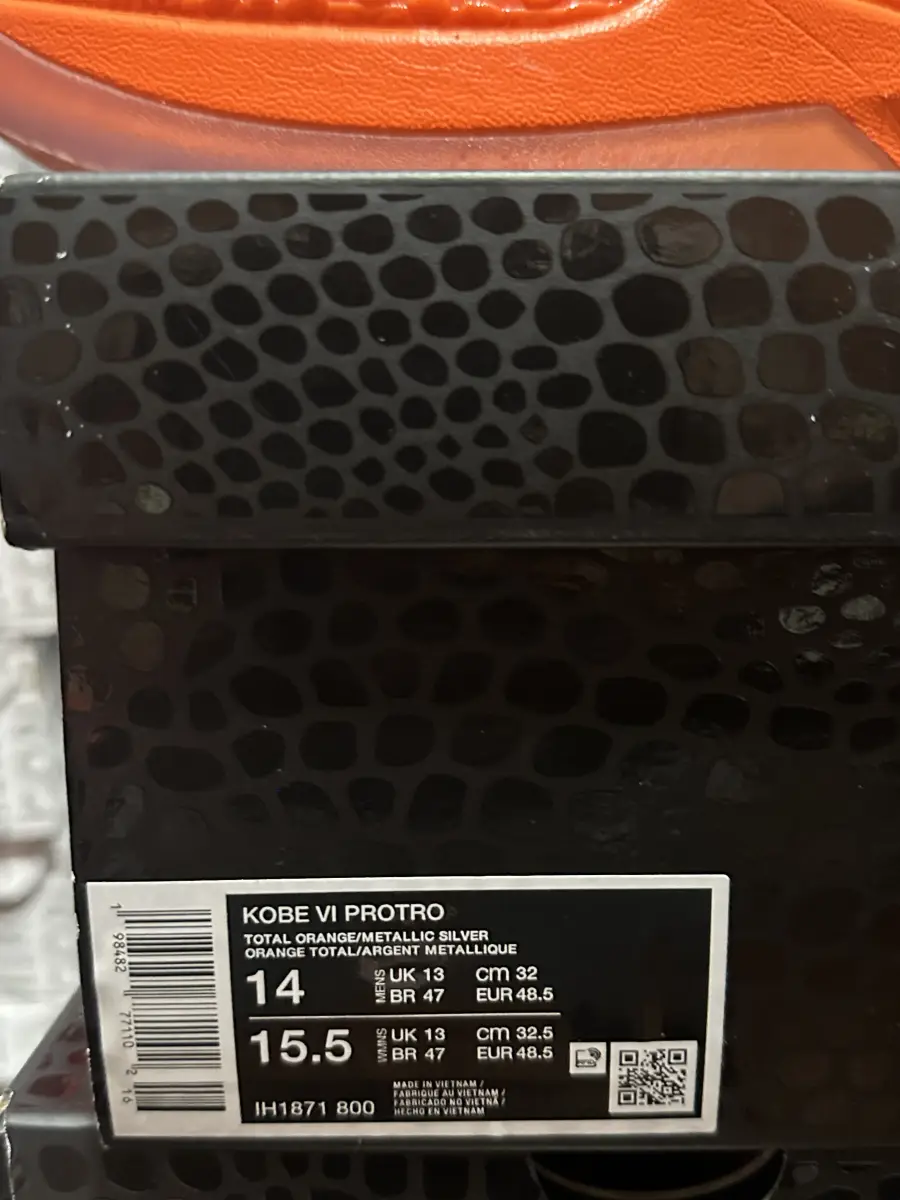 KOBE VI PROTRO
TOTAL ORANGE/METALLIC SILVER
ORANGE TOTAL/ARGENT METALLIQUE
14 MENS UK 13 cm 32
BR 47 EUR 48.5
15.5 WMNS UK 13 cm 32.5
BR 47 EUR 48.5
MADE IN VIETNAM /
FABRIQUE AU VIETNAM /
FABRICADO NO VIETNÃ /
HECHO EN VIETNAM
IH1871 800
1 98482 77110 2 16